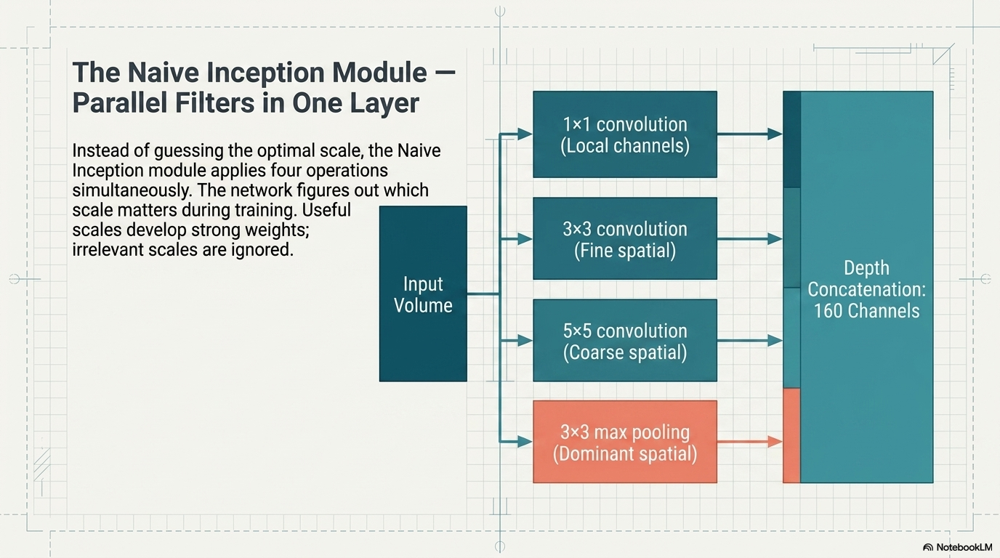 The Naive Inception Module —
Parallel Filters in One Layer
Instead of guessing the optimal scale, the Naive
Inception module applies four operations
simultaneously. The network figures out which
scale matters during training. Useful
scales develop strong weights;
irrelevant scales are ignored.
Input
Volume
1×1 convolution
(Local channels)
3×3 convolution
(Fine spatial)
5×5 convolution
(Coarse spatial)
3×3 max pooling
(Dominant spatial)
Depth
Concatenation:
160 Channels
NotebookLM